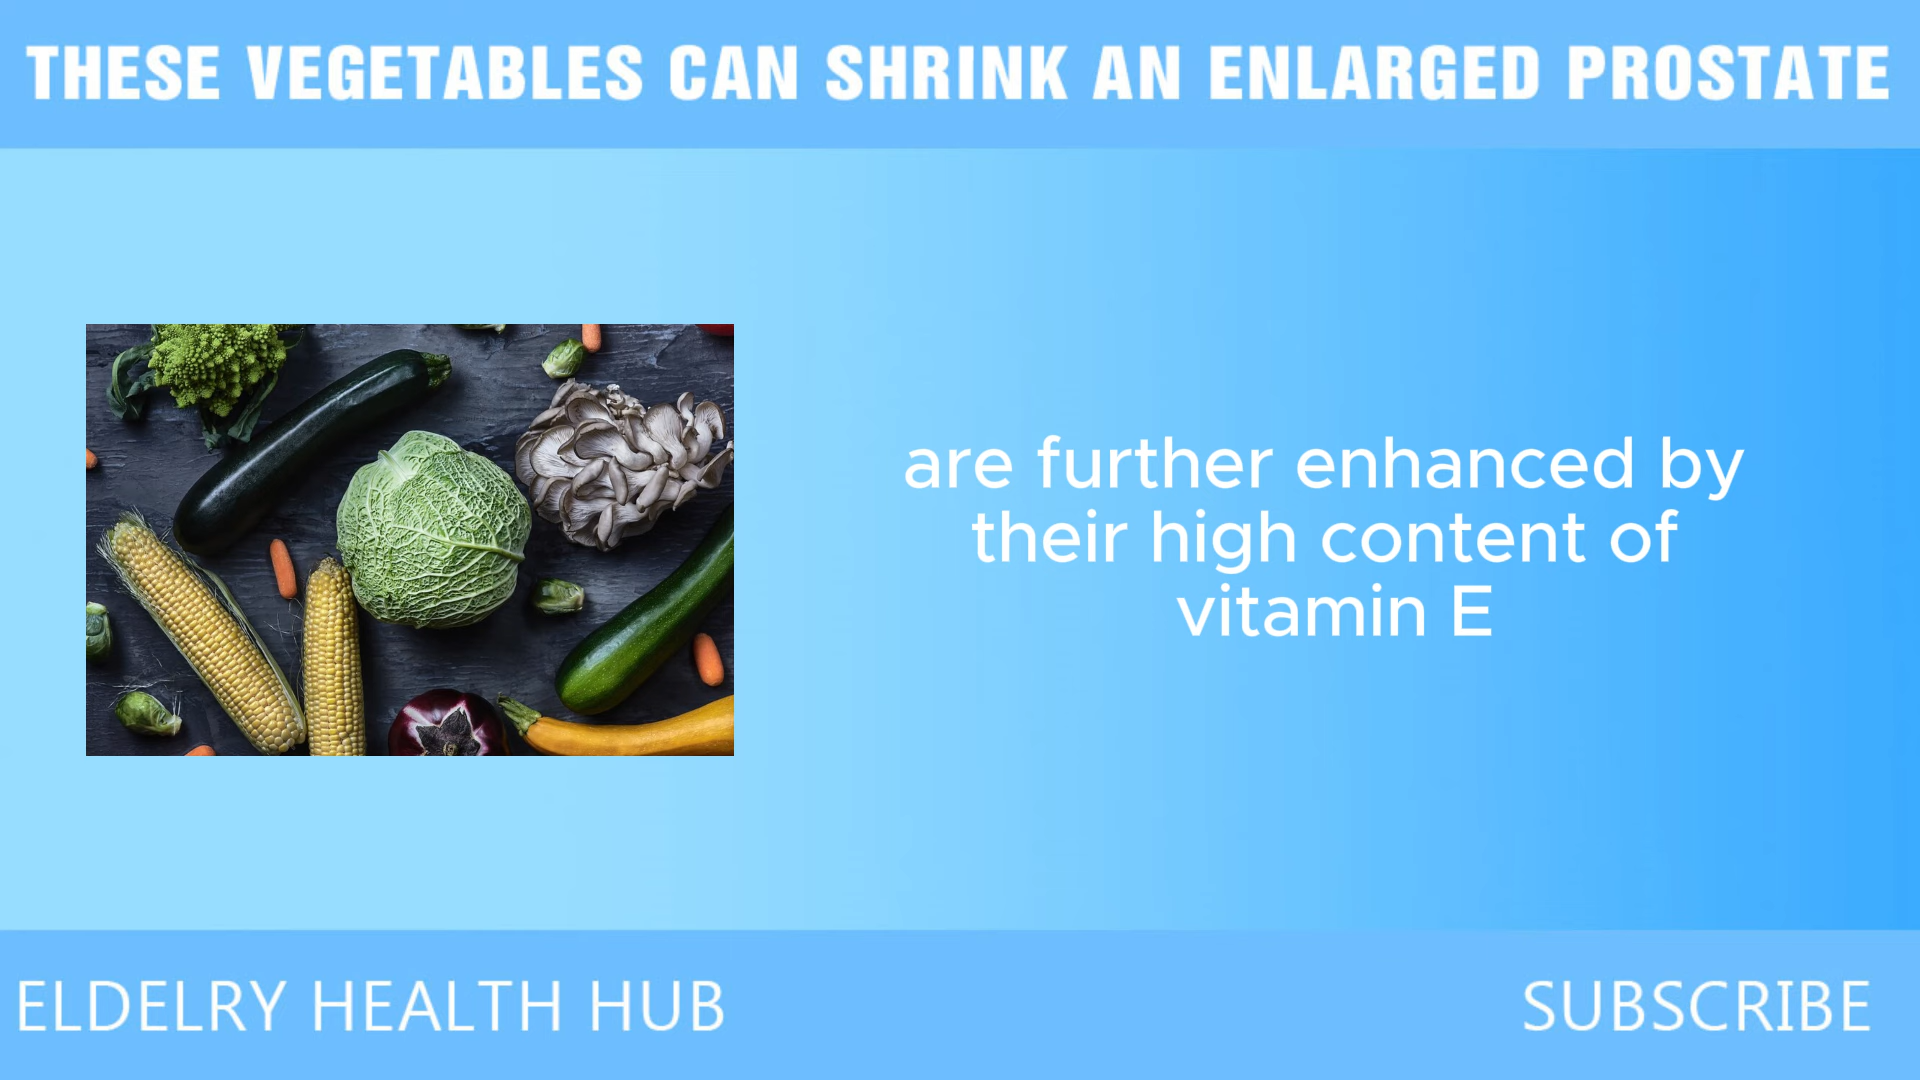 THESE VEGETABLES CAN SHRINK AN ENLARGED PROSTATE
are further enhanced by
their high content of
vitamin E
ELDELRY HEALTH HUB
SUBSCRIBE